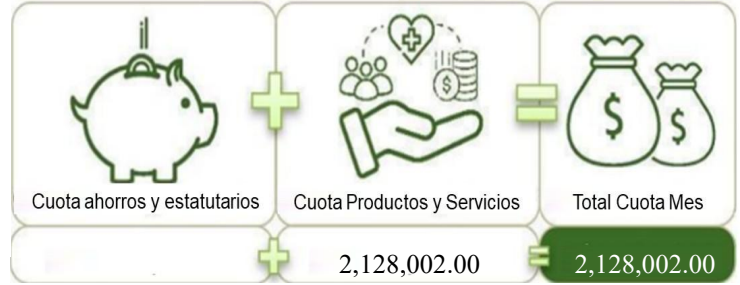 Cuota ahorros y estatutarios
Cuota Productos y Servicios
Total Cuota Mes
2,128,002.00
2,128,002.00